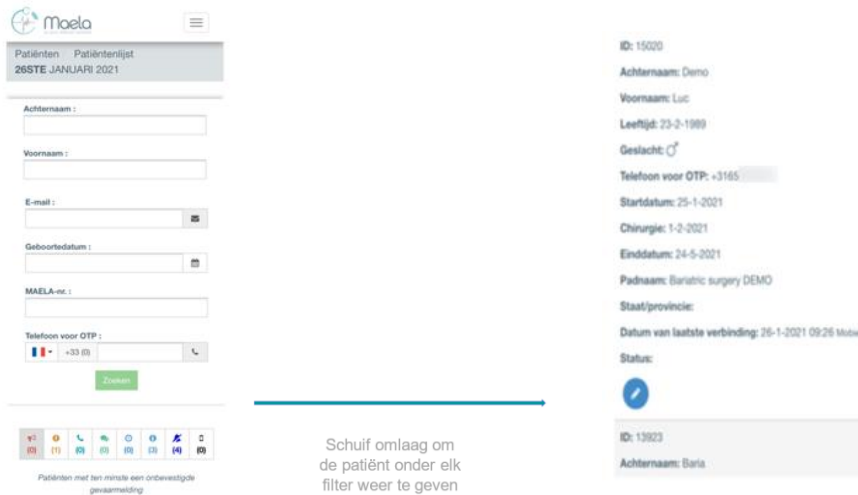 Maela
Patiënten Patiëntenlijst
26STE JANUARI 2021
Achternaam :
Voornaam :
E-mail :
Geboortedatum :
MAELA-nr. :
Telefoon voor OTP :
+33 (0)
Zoeken
(0) (1) (0) (0) (0) (3) (4) (0)
Patiënten met ten minste een onbevestigde
gevaarmelding
Schuif omlaag om
de patiënt onder elk
filter weer te geven
ID: 15020
Achternaam: Demo
Voornaam: Luc
Leeftijd: 23-2-1989
Geslacht:
Telefoon voor OTP: +3165
Startdatum: 25-1-2021
Chirurgie: 1-2-2021
Einddatum: 24-5-2021
Padnaam: Bariatric surgery DEMO
Staat/provincie:
Datum van laatste verbinding: 26-1-2021 09:26
Status:
ID: 13923
Achternaam: Baria